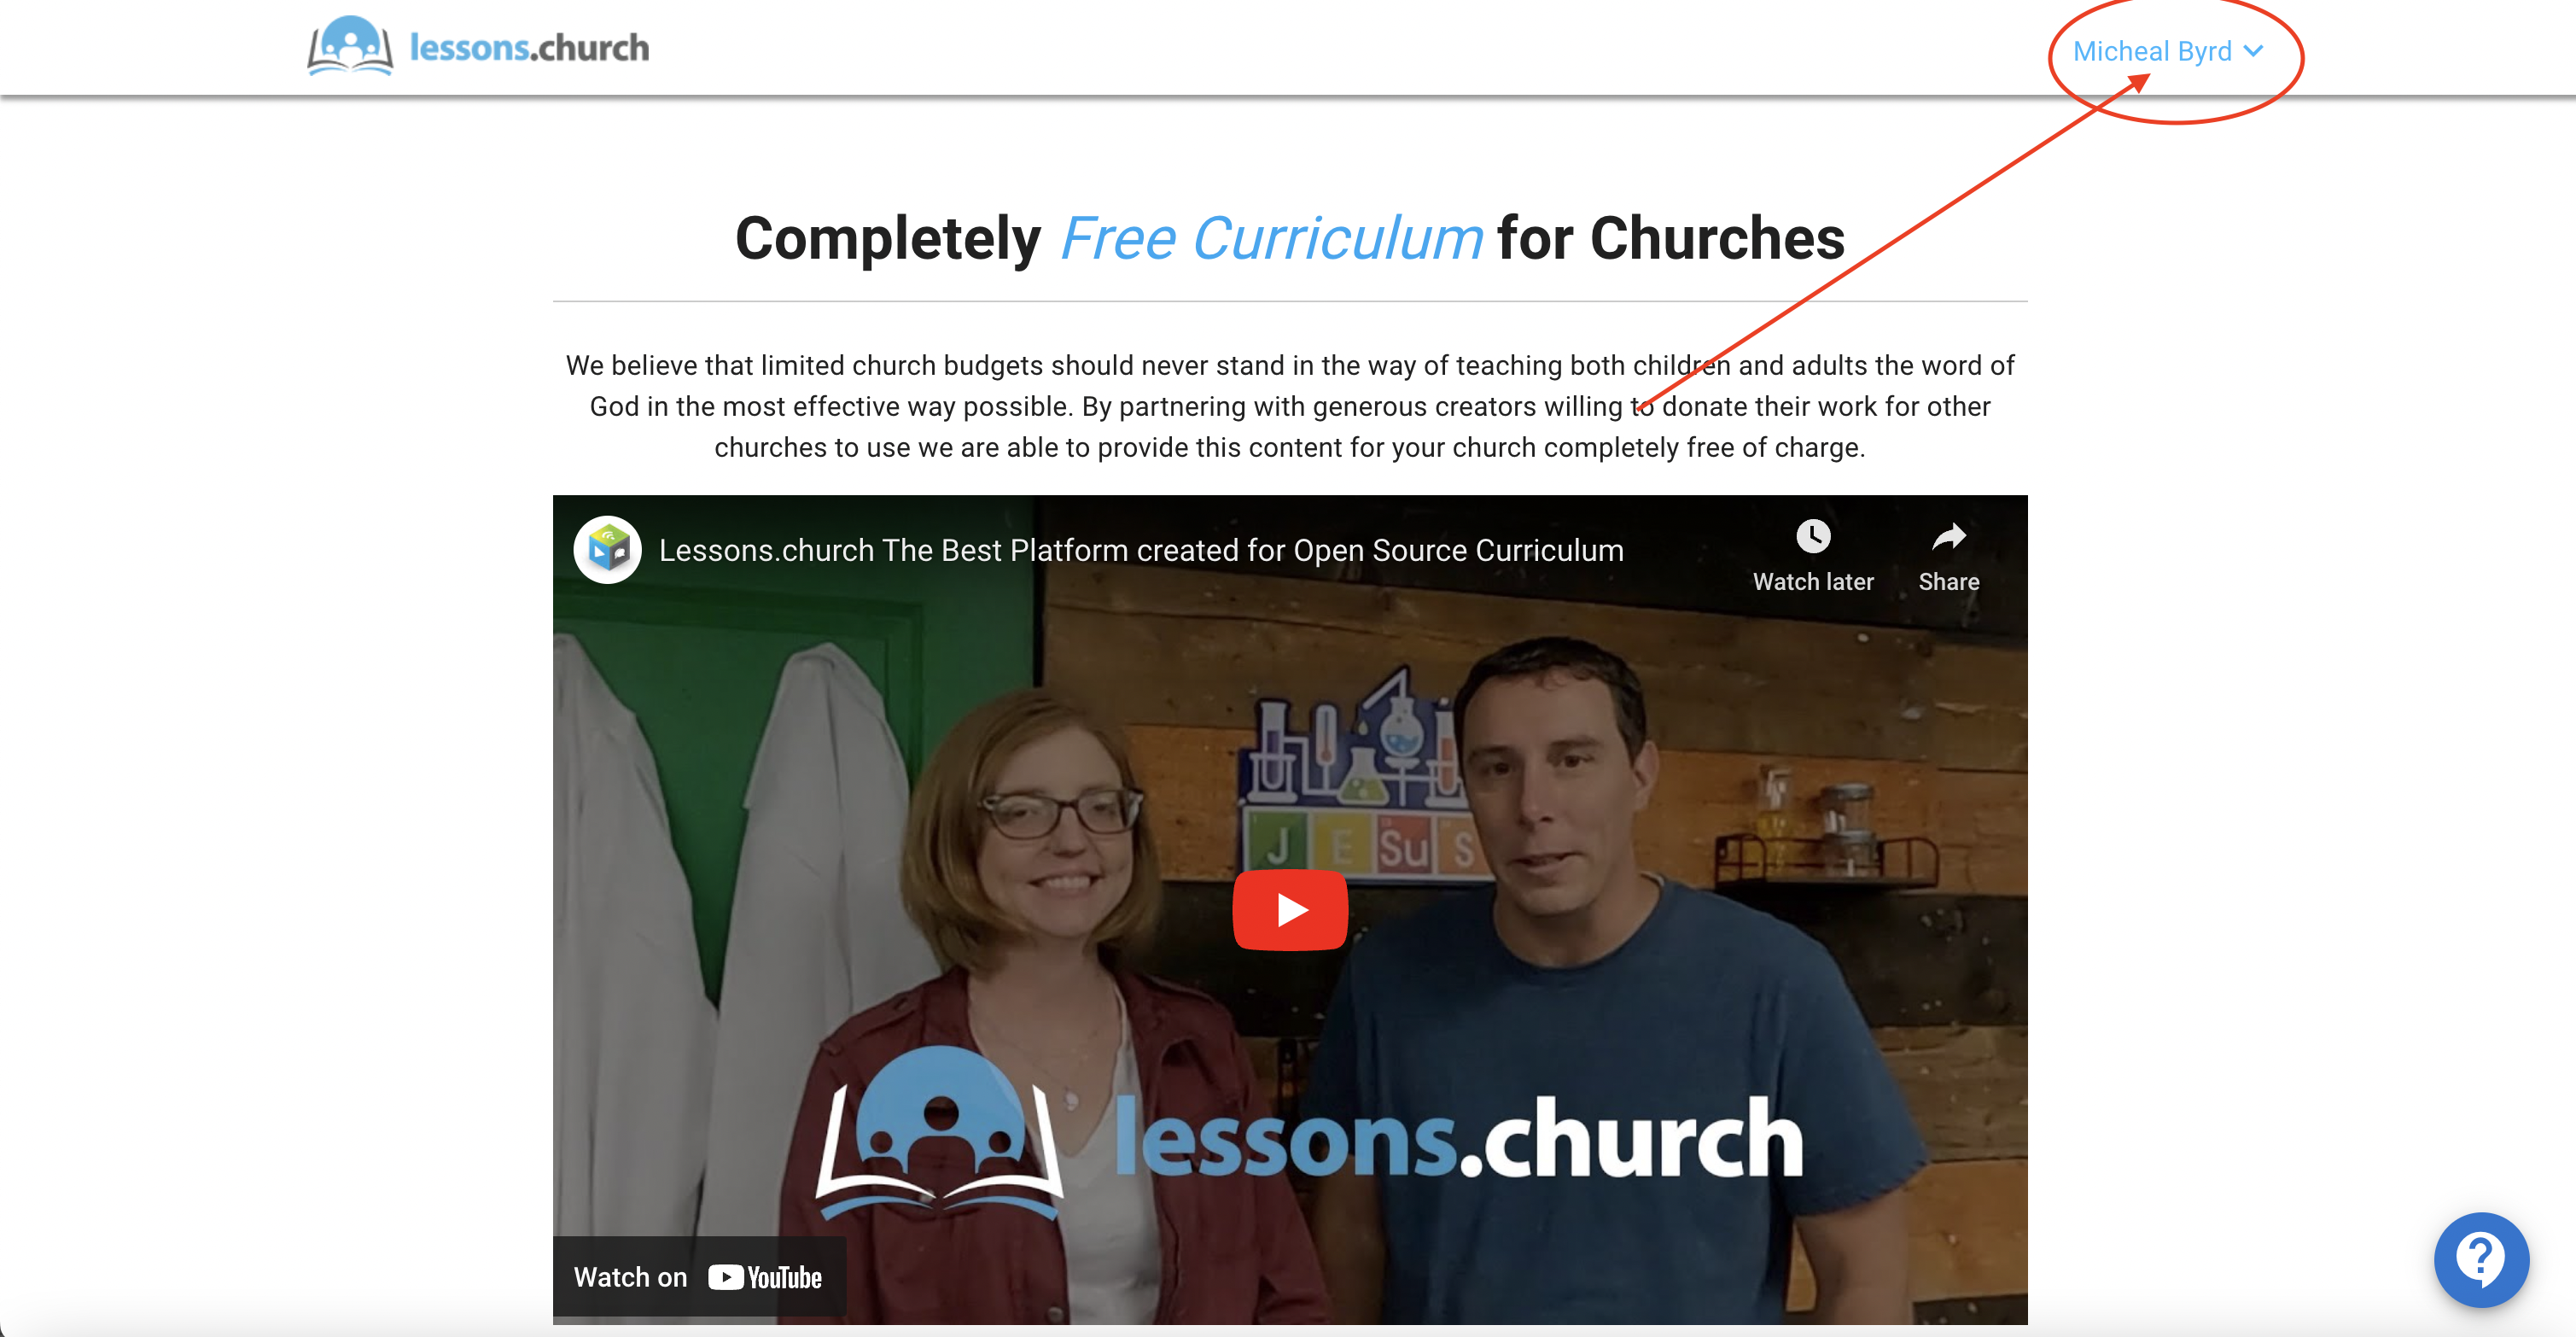 lessons.church
Micheal Byrd
Completely Free Curriculum for Churches
We believe that limited church budgets should never stand in the way of teaching both children and adults the word of
God in the most effective way possible. By partnering with generous creators willing to donate their work for other
churches to use we are able to provide this content for your church completely free of charge.
Lessons.church The Best Platform created for Open Source Curriculum
Watch later
Share
J E Su S
lessons.church
Watch on YouTube
?